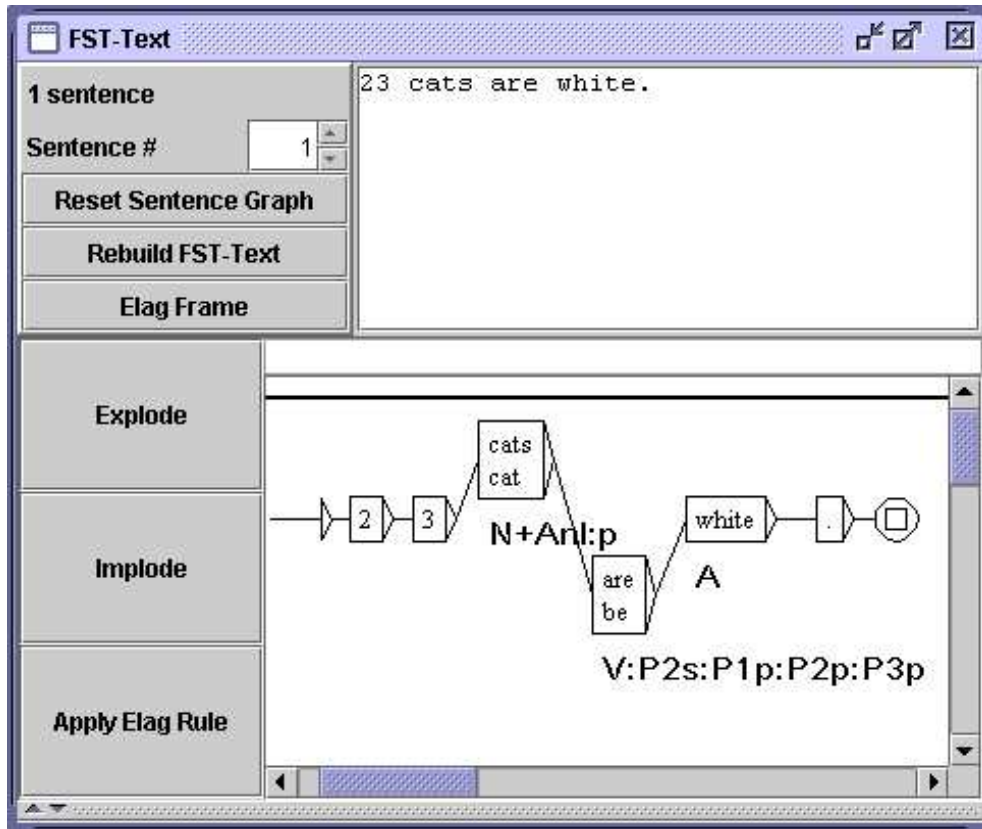 FST-Text
1 sentence
Sentence # 1
Reset Sentence Graph
Rebuild FST-Text
Elag Frame
23 cats are white.
Explode
Implode
Apply Elag Rule
cats
cat
N+Anl:p
2
3
are
be
V:P2s:P1p:P2p:P3p
white
A
.